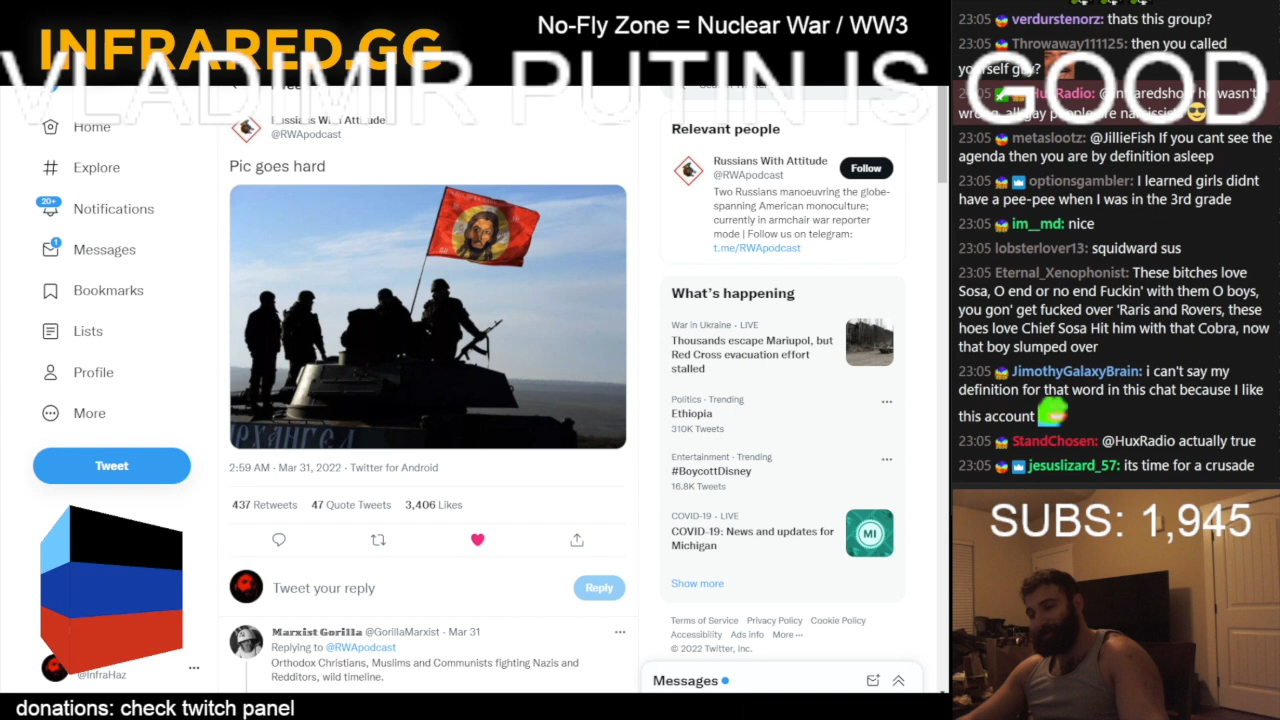 INFRARED.GG
No-Fly Zone = Nuclear War / WW3
VLADIMIR PUTIN IS GOOD
Home
Explore
20+
Notifications
1
Messages
Bookmarks
Lists
Profile
More
Tweet
@InfraHaz
Russians With Attitude
@RWApodcast
Pic goes hard
АРХАНГЕЛ
2:59 AM · Mar 31, 2022 · Twitter for Android
437 Retweets 47 Quote Tweets 3,406 Likes
Tweet your reply
Reply
Marxist Gorilla @GorillaMarxist · Mar 31
Replying to @RWApodcast
Orthodox Christians, Muslims and Communists fighting Nazis and
Redditors, wild timeline.
Relevant people
Russians With Attitude
@RWApodcast
Follow
Two Russians manoeuvring the globe-
spanning American monoculture;
currently in armchair war reporter
mode | Follow us on telegram:
t.me/RWApodcast
What's happening
War in Ukraine · LIVE
Thousands escape Mariupol, but
Red Cross evacuation effort
stalled
Politics · Trending
Ethiopia
310K Tweets
Entertainment · Trending
#BoycottDisney
16.8K Tweets
COVID-19 · LIVE
COVID-19: News and updates for
Michigan
MI
Show more
Terms of Service Privacy Policy Cookie Policy
Accessibility Ads info More ···
© 2022 Twitter, Inc.
Messages
23:05 verdurstenorz: thats this group?
23:05 Throwaway111125: then you called
yourself gay?
23:05 HuxRadio: @infraredshow he wasn't
wrong, all gay people are narcissists
23:05 metaslootz: @JillieFish If you cant see the
agenda then you are by definition asleep
23:05 optionsgambler: I learned girls didnt
have a pee-pee when I was in the 3rd grade
23:05 im__md: nice
23:05 lobsterlover13: squidward sus
23:05 Eternal_Xenophonist: These bitches love
Sosa, O end or no end Fuckin' with them O boys,
you gon' get fucked over 'Raris and Rovers, these
hoes love Chief Sosa Hit him with that Cobra, now
that boy slumped over
23:05 JimothyGalaxyBrain: i can't say my
definition for that word in this chat because I like
this account
23:05 StandChosen: @HuxRadio actually true
23:05 jesuslizard_57: its time for a crusade
SUBS: 1,945
donations: check twitch panel